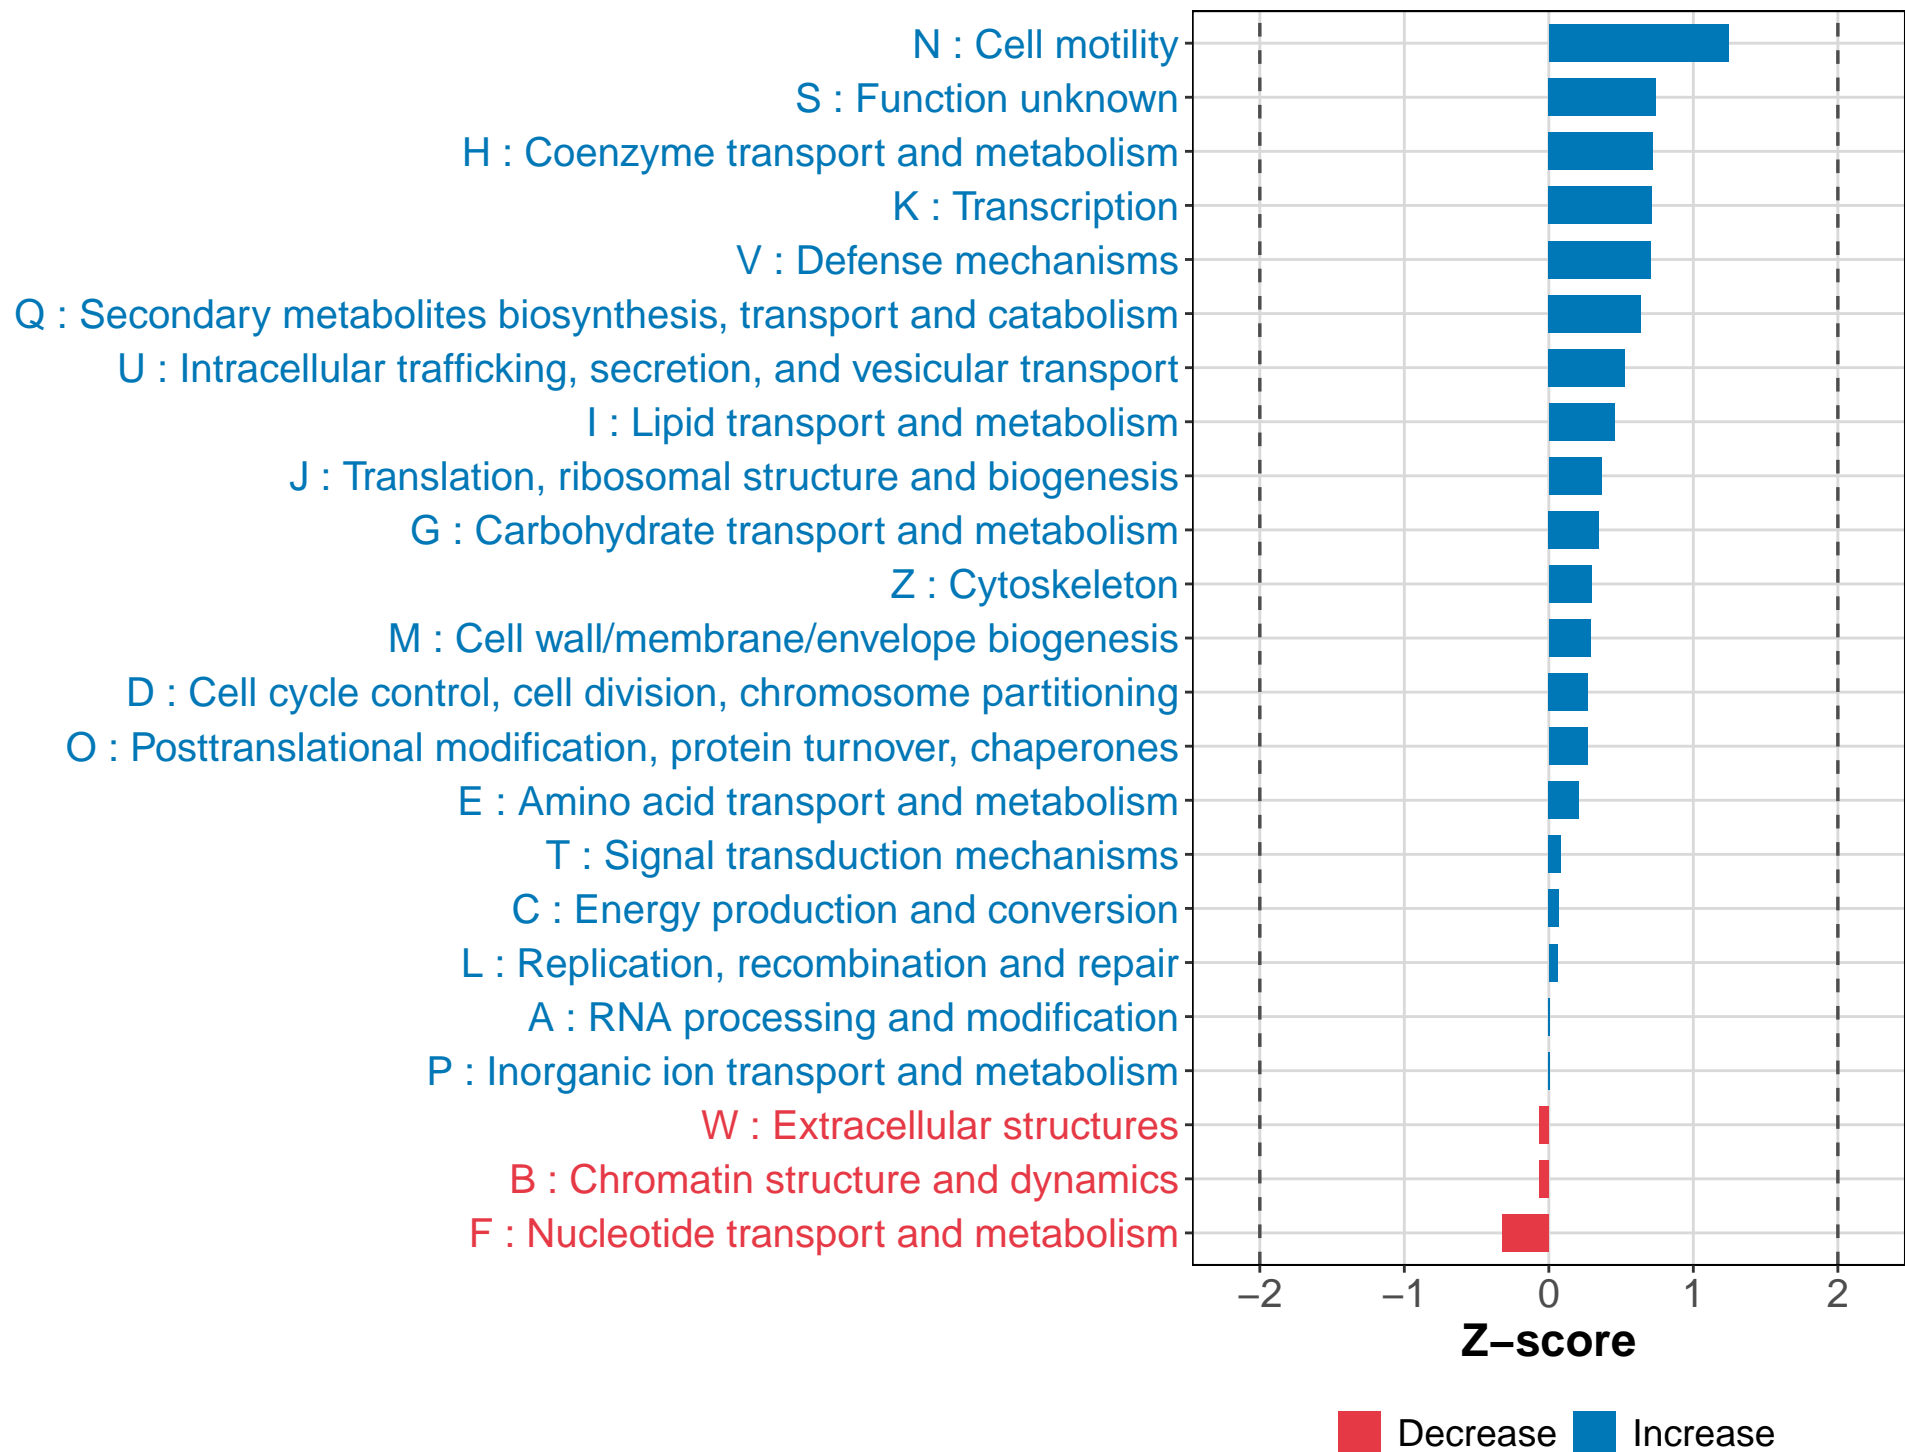 N : Cell motility
S : Function unknown
H : Coenzyme transport and metabolism
K : Transcription
V : Defense mechanisms
Q : Secondary metabolites biosynthesis, transport and catabolism
U : Intracellular trafficking, secretion, and vesicular transport
I : Lipid transport and metabolism
J : Translation, ribosomal structure and biogenesis
G : Carbohydrate transport and metabolism
Z : Cytoskeleton
M : Cell wall/membrane/envelope biogenesis
D : Cell cycle control, cell division, chromosome partitioning
O : Posttranslational modification, protein turnover, chaperones
E : Amino acid transport and metabolism
T : Signal transduction mechanisms
C : Energy production and conversion
L : Replication, recombination and repair
A : RNA processing and modification
P : Inorganic ion transport and metabolism
W : Extracellular structures
B : Chromatin structure and dynamics
F : Nucleotide transport and metabolism
−2 −1 0 1 2
Z−score
Decrease Increase